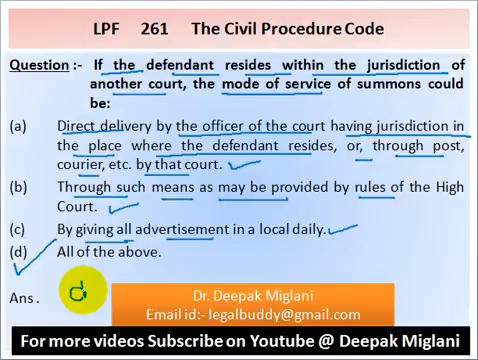 LPF 261 The Civil Procedure Code
Question :- If the defendant resides within the jurisdiction of
another court, the mode of service of summons could
be:
(a) Direct delivery by the officer of the court having jurisdiction in
the place where the defendant resides, or, through post,
courier, etc. by that court.
(b) Through such means as may be provided by rules of the High
Court.
(c) By giving all advertisement in a local daily.
(d) All of the above.
Ans. d
Dr. Deepak Miglani
Email id:- legalbuddy@gmail.com
For more videos Subscribe on Youtube @ Deepak Miglani